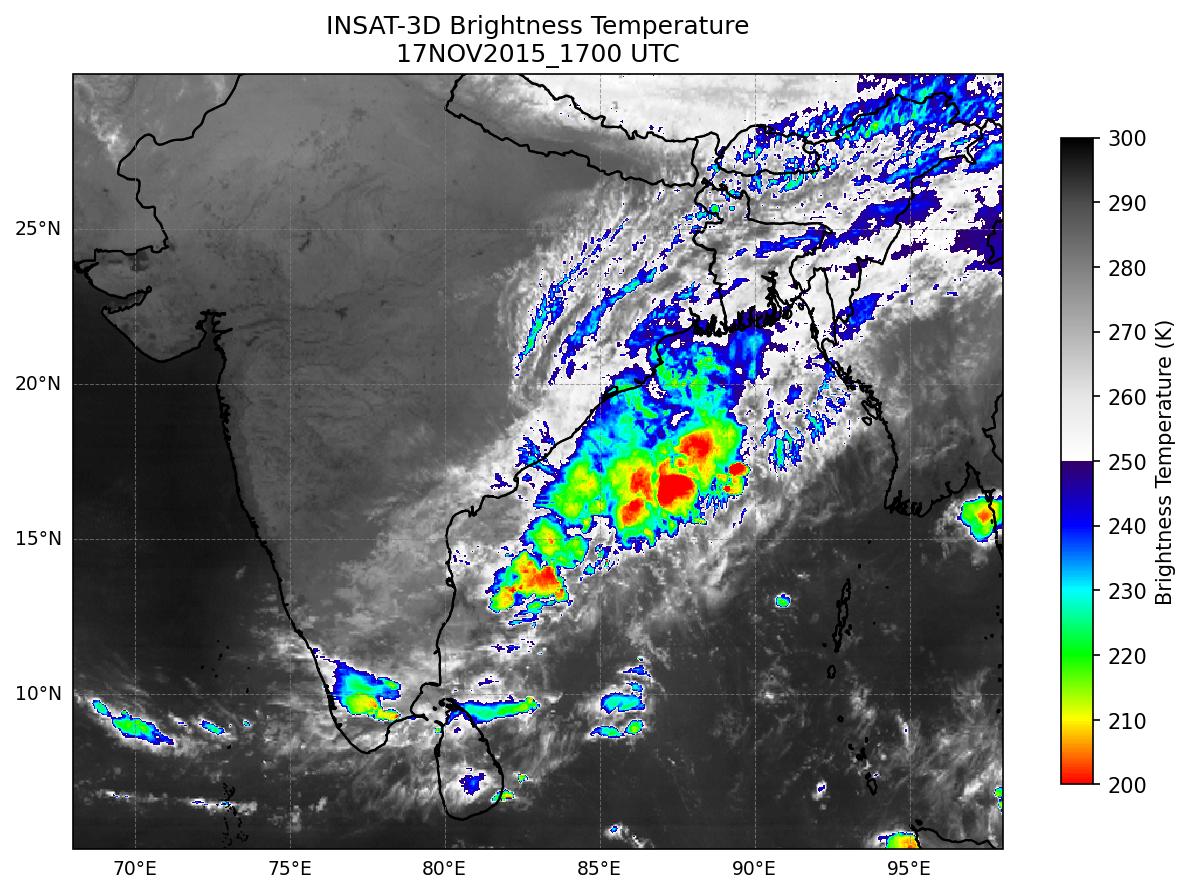 INSAT-3D Brightness Temperature
17NOV2015_1700 UTC
25°N
20°N
15°N
10°N
70°E
75°E
80°E
85°E
90°E
95°E
300
290
280
270
260
250
240
230
220
210
200
Brightness Temperature (K)